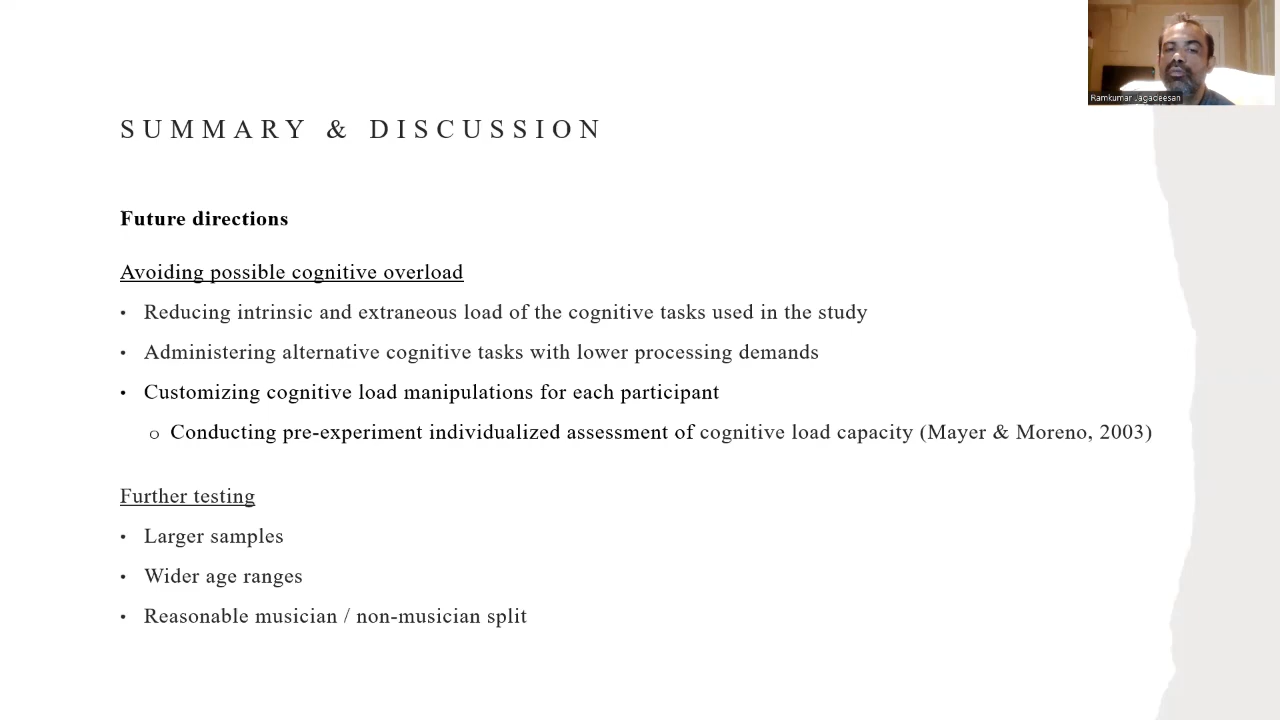 Ramkumar Jagadeesan
SUMMARY & DISCUSSION
Future directions
Avoiding possible cognitive overload
• Reducing intrinsic and extraneous load of the cognitive tasks used in the study
• Administering alternative cognitive tasks with lower processing demands
• Customizing cognitive load manipulations for each participant
o Conducting pre-experiment individualized assessment of cognitive load capacity (Mayer & Moreno, 2003)
Further testing
• Larger samples
• Wider age ranges
• Reasonable musician / non-musician split